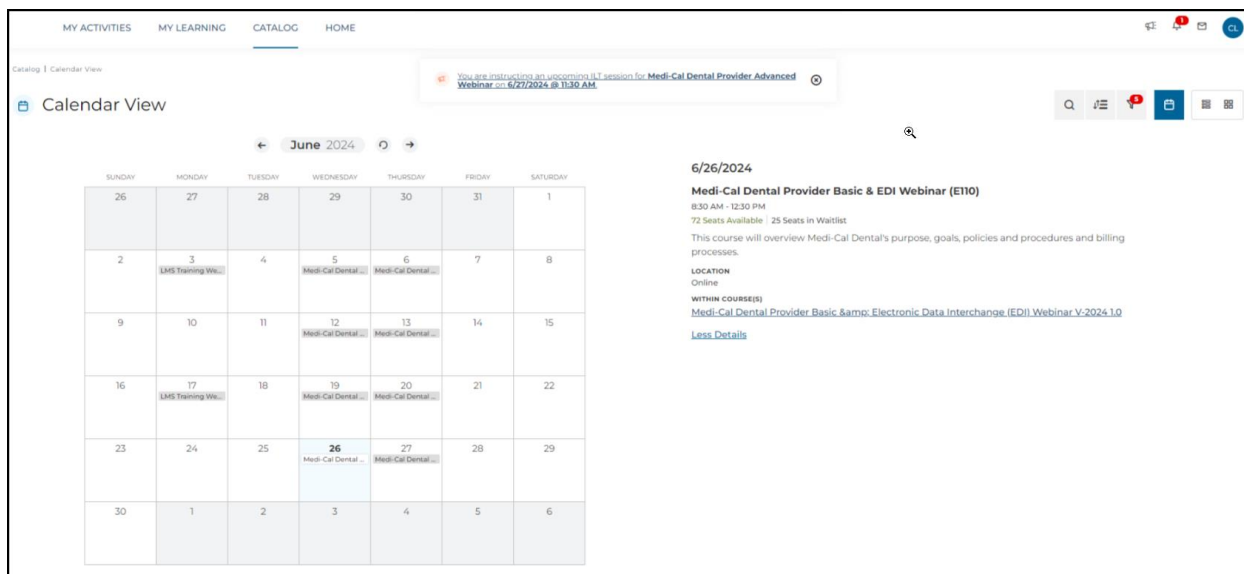 MY ACTIVITIES MY LEARNING CATALOG HOME
1
CL
Catalog | Calendar View
You are instructing an upcoming ILT session for Medi-Cal Dental Provider Advanced
Webinar on 6/27/2024 @ 11:30 AM.
Calendar View
5
June 2024
SUNDAY MONDAY TUESDAY WEDNESDAY THURSDAY FRIDAY SATURDAY
26 27 28 29 30 31 1
2 3 4 5 6 7 8
LMS Training We... Medi-Cal Dental ... Medi-Cal Dental ...
9 10 11 12 13 14 15
Medi-Cal Dental ... Medi-Cal Dental ...
16 17 18 19 20 21 22
LMS Training We... Medi-Cal Dental ... Medi-Cal Dental ...
23 24 25 26 27 28 29
Medi-Cal Dental ... Medi-Cal Dental ...
30 1 2 3 4 5 6
6/26/2024
Medi-Cal Dental Provider Basic & EDI Webinar (E110)
8:30 AM - 12:30 PM
72 Seats Available | 25 Seats in Waitlist
This course will overview Medi-Cal Dental's purpose, goals, policies and procedures and billing
processes.
LOCATION
Online
WITHIN COURSE(S)
Medi-Cal Dental Provider Basic &amp; Electronic Data Interchange (EDI) Webinar V-2024 1.0
Less Details